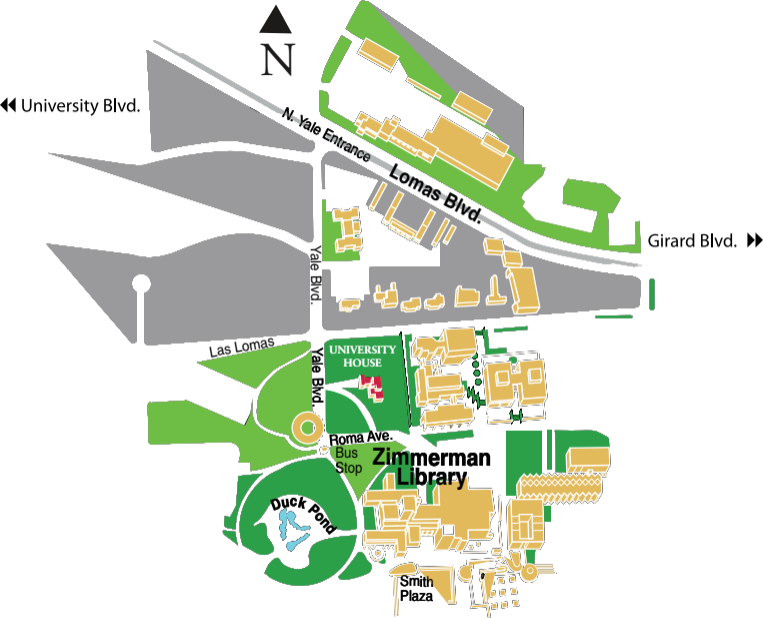 N
University Blvd.
N. Yale Entrance
Lomas Blvd.
Girard Blvd.
Yale Blvd.
Las Lomas
Yale Blvd.
UNIVERSITY
HOUSE
Roma Ave.
Bus
Stop
Zimmerman
Library
Duck Pond
Smith
Plaza